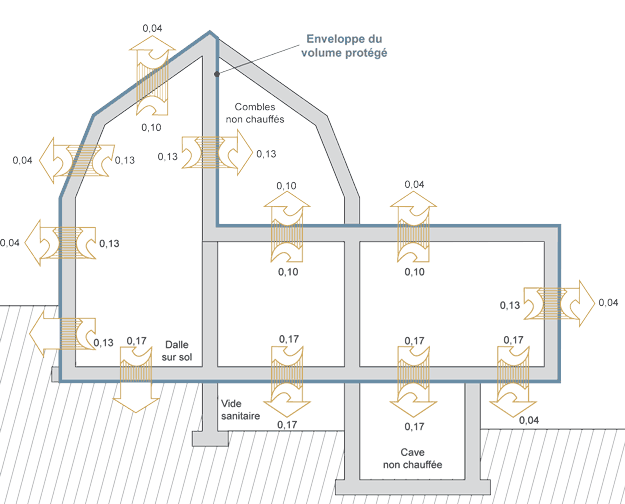 0,04
Enveloppe du
volume protégé
Combles
non chauffés
0,10
0,04
0,13
0,13
0,13
0,10
0,04
0,04
0,13
0,10
0,10
0,13
0,04
0,13
0,17
Dalle
sur sol
0,17
0,17
0,17
Vide
sanitaire
0,17
0,17
0,04
Cave
non chauffée